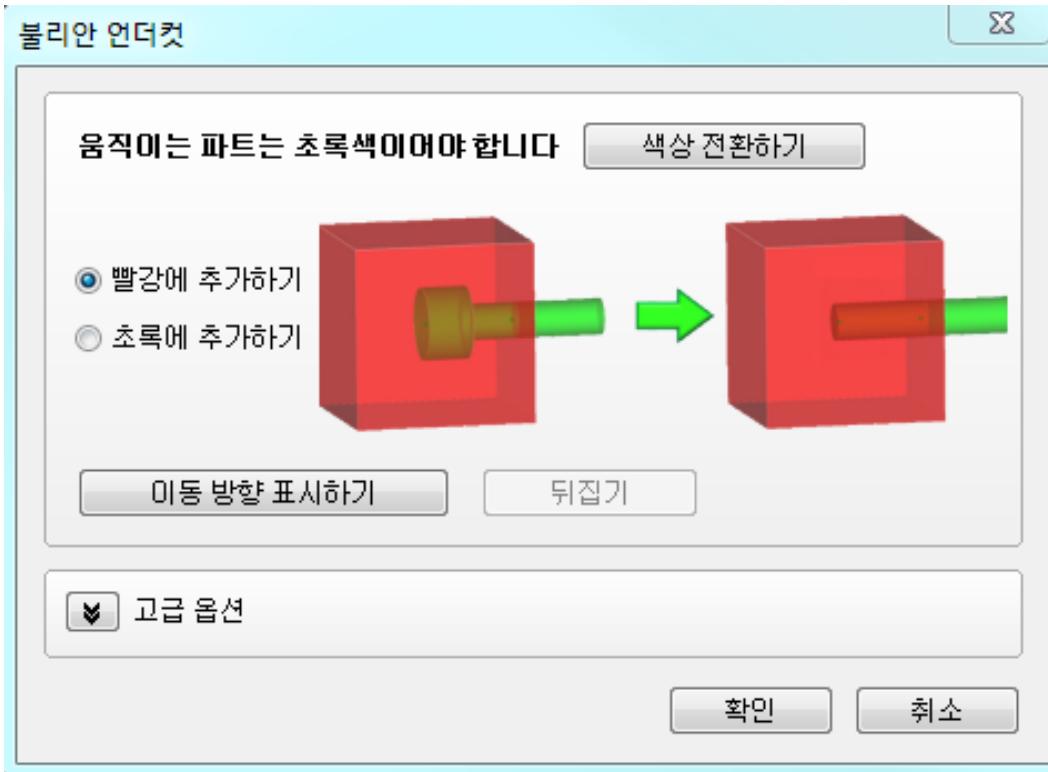 불리안 언더컷
움직이는 파트는 초록색이어야 합니다 색상 전환하기
빨강에 추가하기
초록에 추가하기
이동 방향 표시하기 뒤집기
고급 옵션
확인 취소